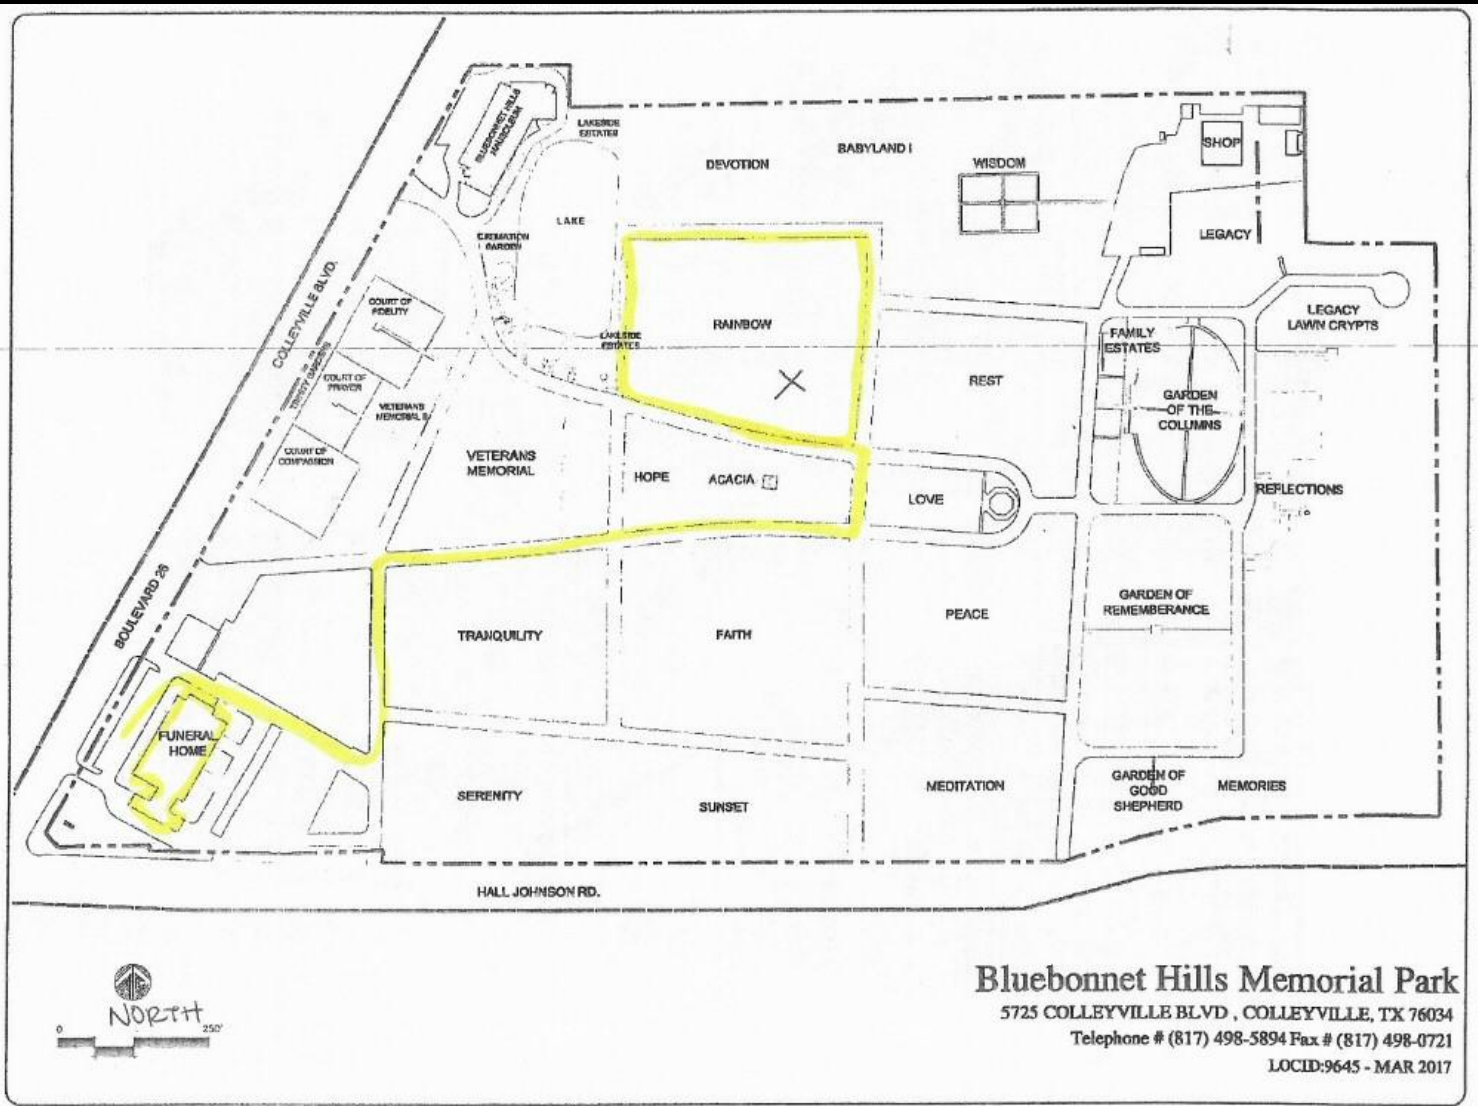 BLUEBONNET HILLS
MAUSOLEUM
LAKESIDE
ESTATES
DEVOTION
BABYLAND I
WISDOM
SHOP
LEGACY
LAKE
CREMATION
GARDEN
COLLEYVILLE BLVD.
COURT OF
FIDELITY
TRINITY GARDENS
COURT OF
PRAYER
VETERANS
MEMORIAL II
COURT OF
COMPASSION
LAKESIDE
ESTATES
RAINBOW
X
REST
FAMILY
ESTATES
LEGACY
LAWN CRYPTS
GARDEN
OF THE
COLUMNS
VETERANS
MEMORIAL
HOPE
ACACIA
LOVE
REFLECTIONS
BOULEVARD 26
TRANQUILITY
FAITH
PEACE
GARDEN OF
REMEMBERANCE
FUNERAL
HOME
SERENITY
SUNSET
MEDITATION
GARDEN OF
GOOD
SHEPHERD
MEMORIES
HALL JOHNSON RD.
NORTH
0 250'
Bluebonnet Hills Memorial Park
5725 COLLEYVILLE BLVD , COLLEYVILLE, TX 76034
Telephone # (817) 498-5894 Fax # (817) 498-0721
LOCID:9645 - MAR 2017